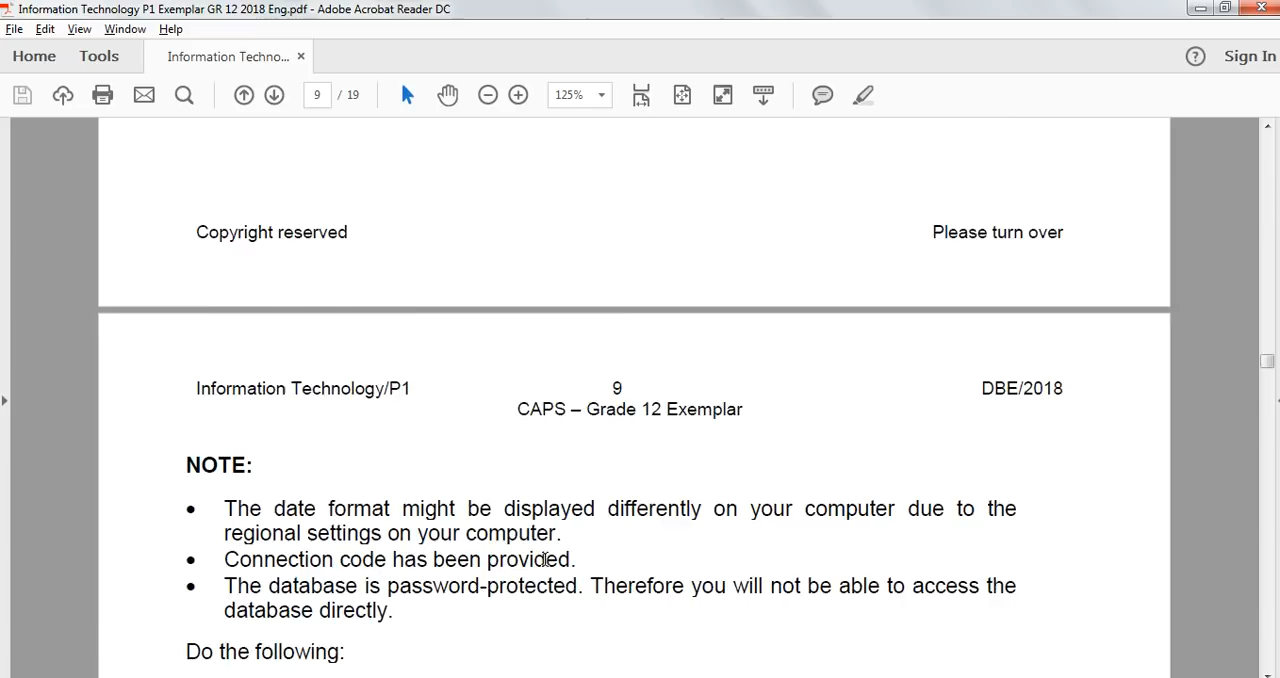 Information Technology P1 Exemplar GR 12 2018 Eng.pdf - Adobe Acrobat Reader DC
File Edit View Window Help
Home Tools Information Techno... × Sign In
9 / 19 125%
Copyright reserved Please turn over
Information Technology/P1 9 DBE/2018
CAPS – Grade 12 Exemplar
NOTE:
• The date format might be displayed differently on your computer due to the
regional settings on your computer.
• Connection code has been provided.
• The database is password-protected. Therefore you will not be able to access the
database directly.
Do the following: